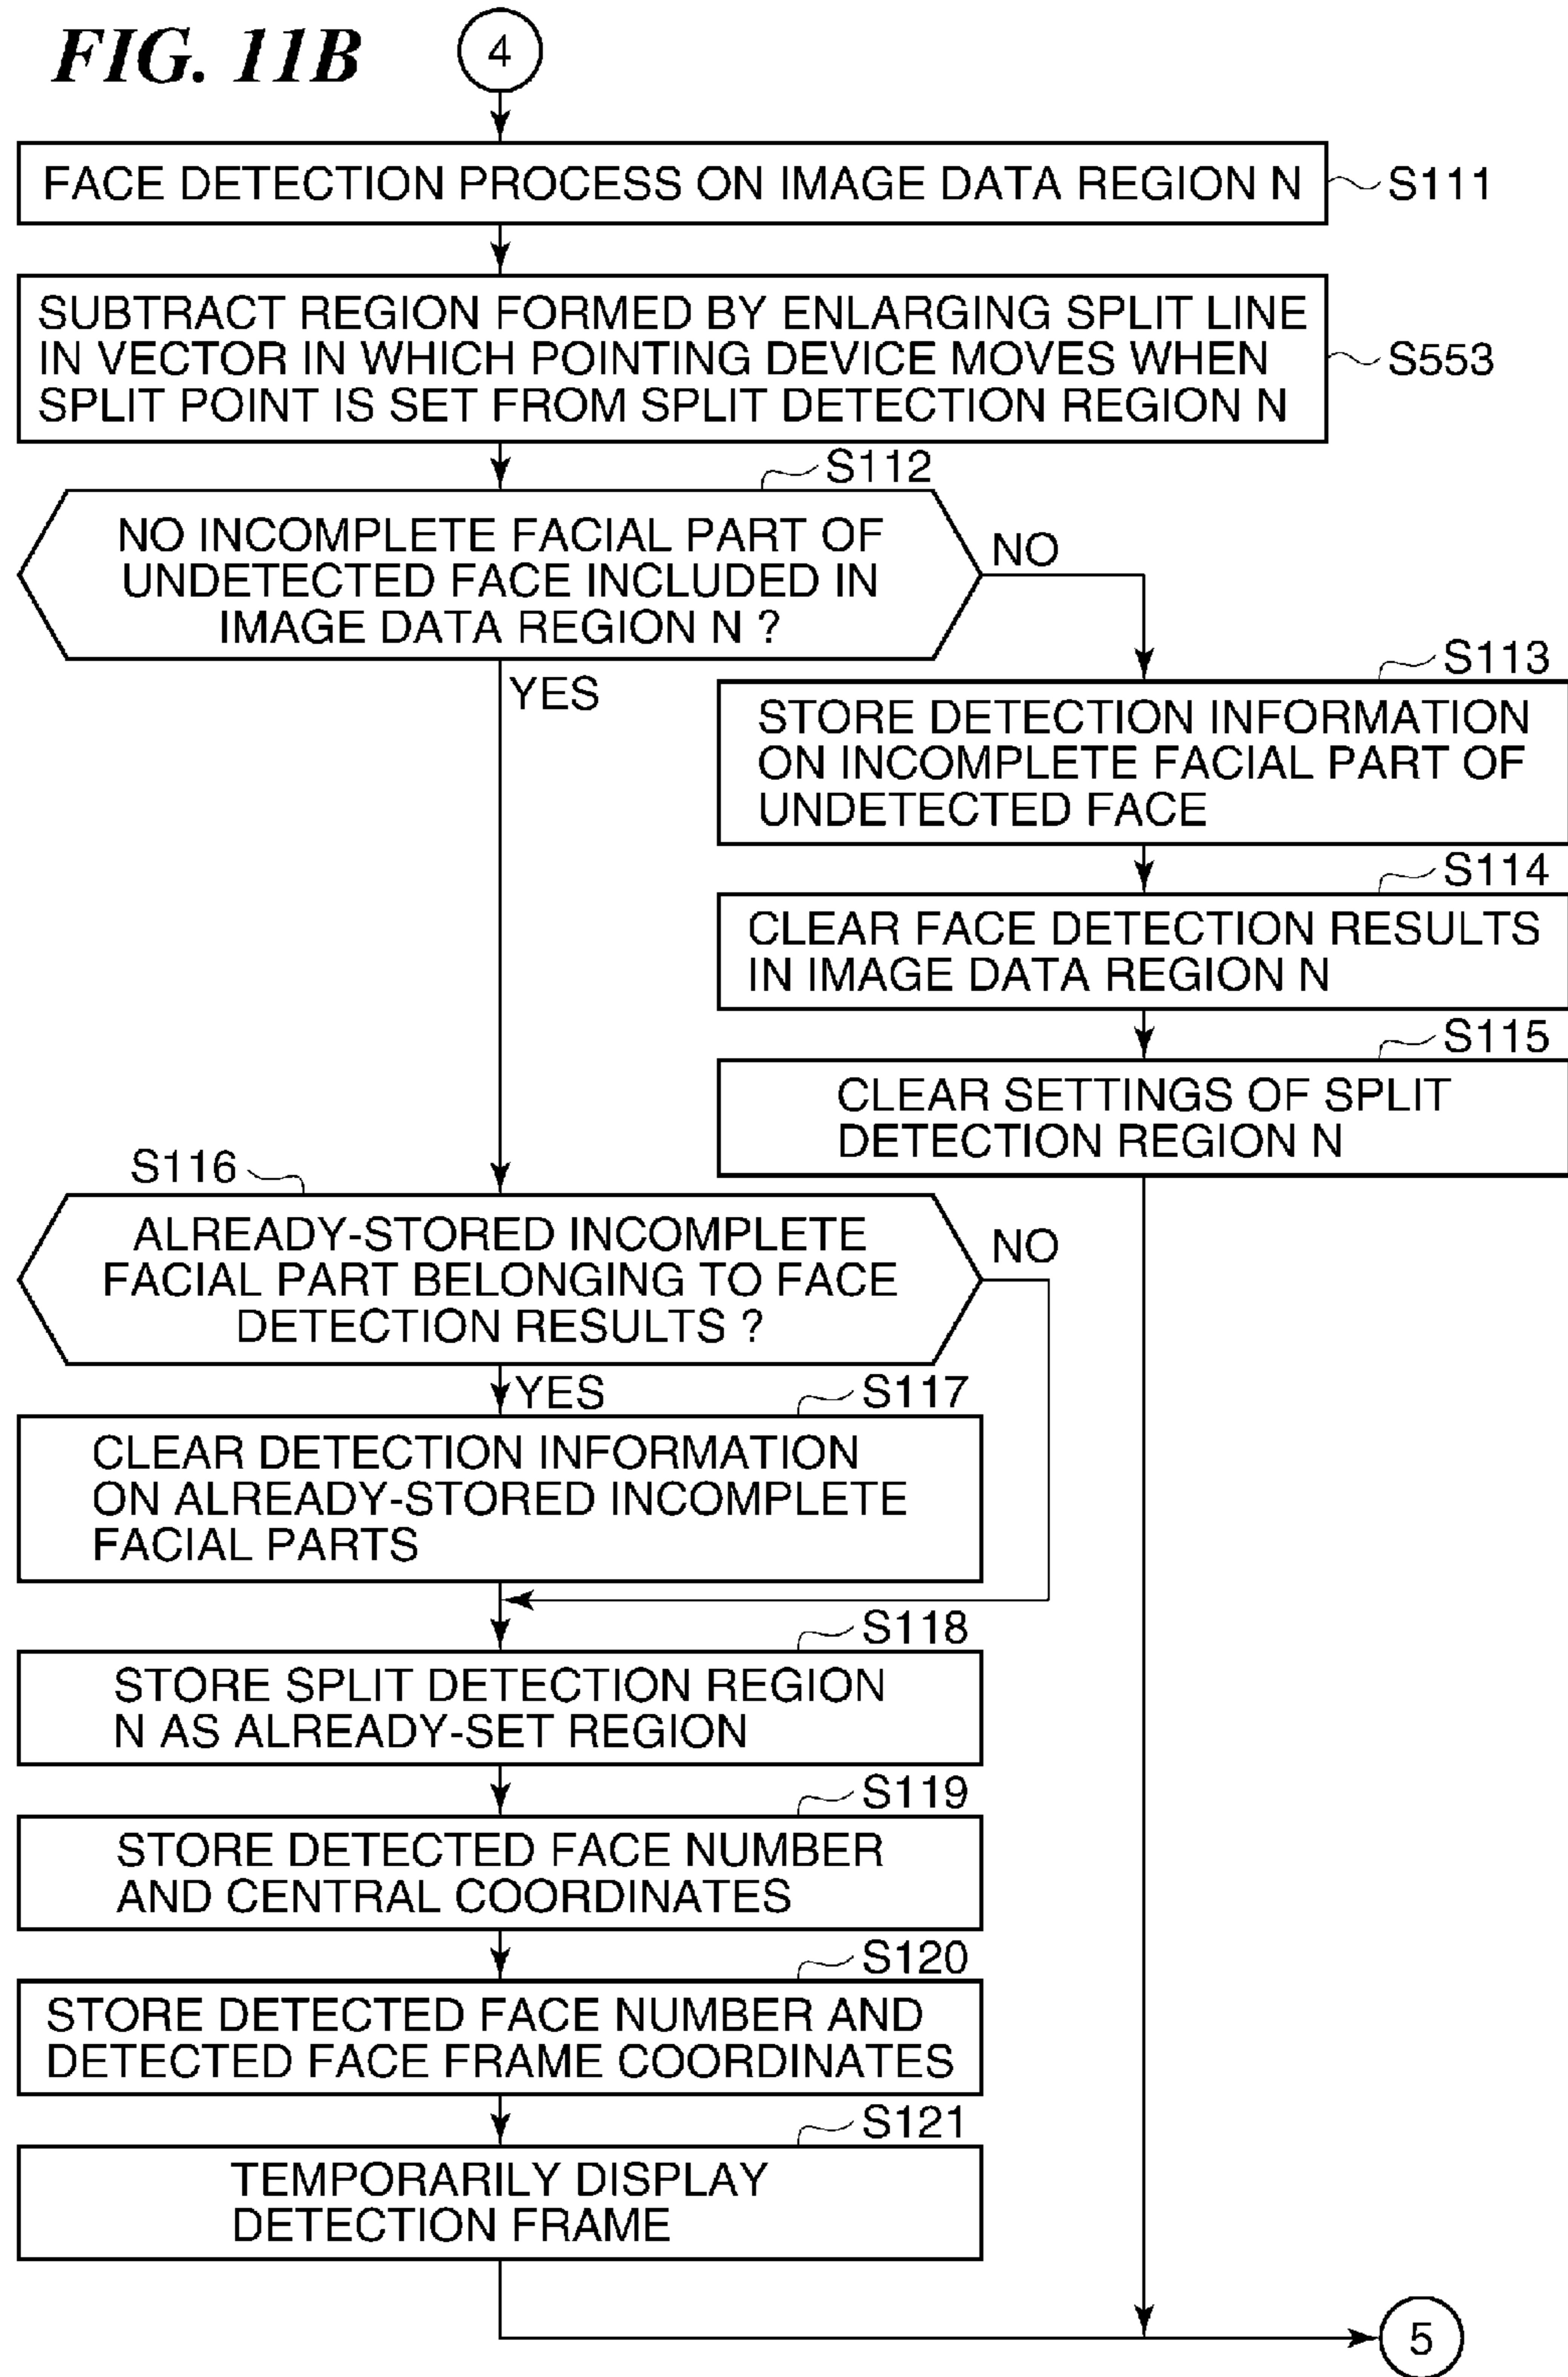 FIG. 11B
4
FACE DETECTION PROCESS ON IMAGE DATA REGION N
S111
SUBTRACT REGION FORMED BY ENLARGING SPLIT LINE
IN VECTOR IN WHICH POINTING DEVICE MOVES WHEN
SPLIT POINT IS SET FROM SPLIT DETECTION REGION N
S553
S112
NO INCOMPLETE FACIAL PART OF
UNDETECTED FACE INCLUDED IN
IMAGE DATA REGION N ?
NO
YES
S113
STORE DETECTION INFORMATION
ON INCOMPLETE FACIAL PART OF
UNDETECTED FACE
S114
CLEAR FACE DETECTION RESULTS
IN IMAGE DATA REGION N
S115
CLEAR SETTINGS OF SPLIT
DETECTION REGION N
S116
ALREADY-STORED INCOMPLETE
FACIAL PART BELONGING TO FACE
DETECTION RESULTS ?
NO
YES
S117
CLEAR DETECTION INFORMATION
ON ALREADY-STORED INCOMPLETE
FACIAL PARTS
S118
STORE SPLIT DETECTION REGION
N AS ALREADY-SET REGION
S119
STORE DETECTED FACE NUMBER
AND CENTRAL COORDINATES
S120
STORE DETECTED FACE NUMBER AND
DETECTED FACE FRAME COORDINATES
S121
TEMPORARILY DISPLAY
DETECTION FRAME
5